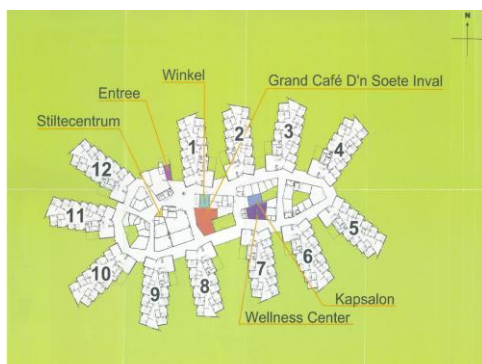 N
Winkel
Grand Café D'n Soete Inval
Entree
Stiltecentrum
1
2
3
4
12
11
5
10
6
9
8
7
Kapsalon
Wellness Center